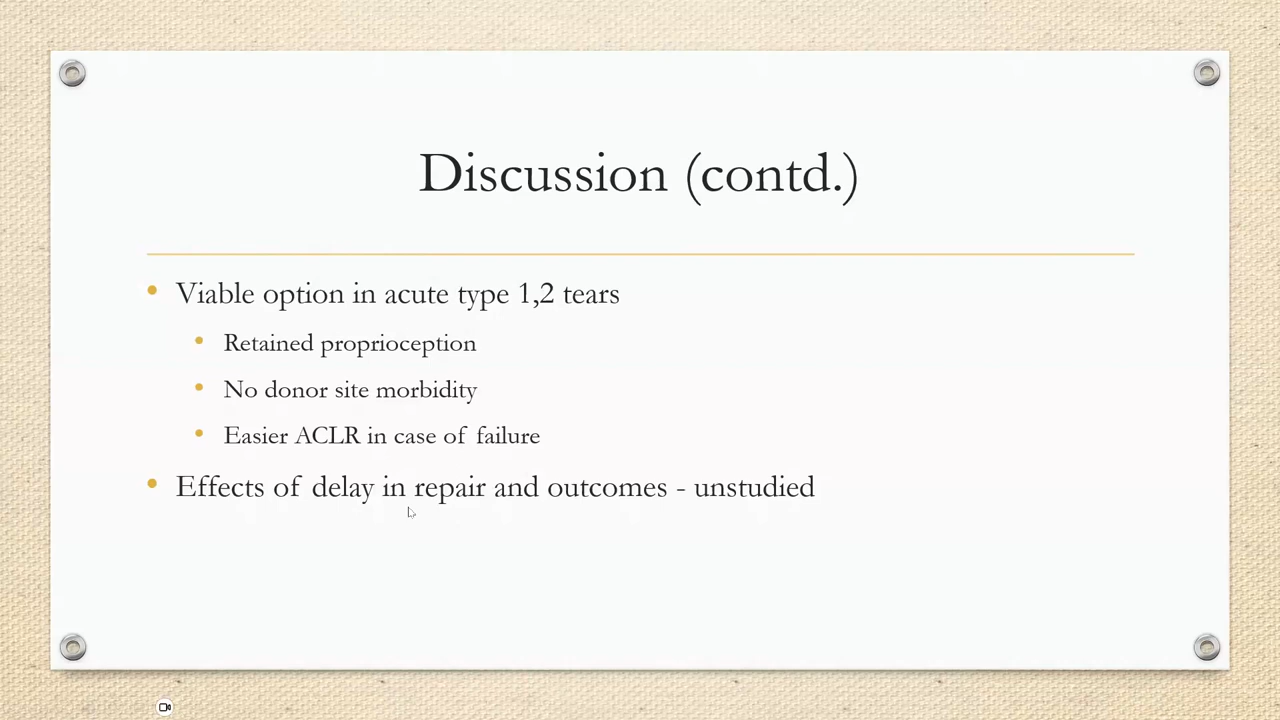 Discussion (contd.)
Viable option in acute type 1,2 tears
Retained proprioception
No donor site morbidity
Easier ACLR in case of failure
Effects of delay in repair and outcomes - unstudied